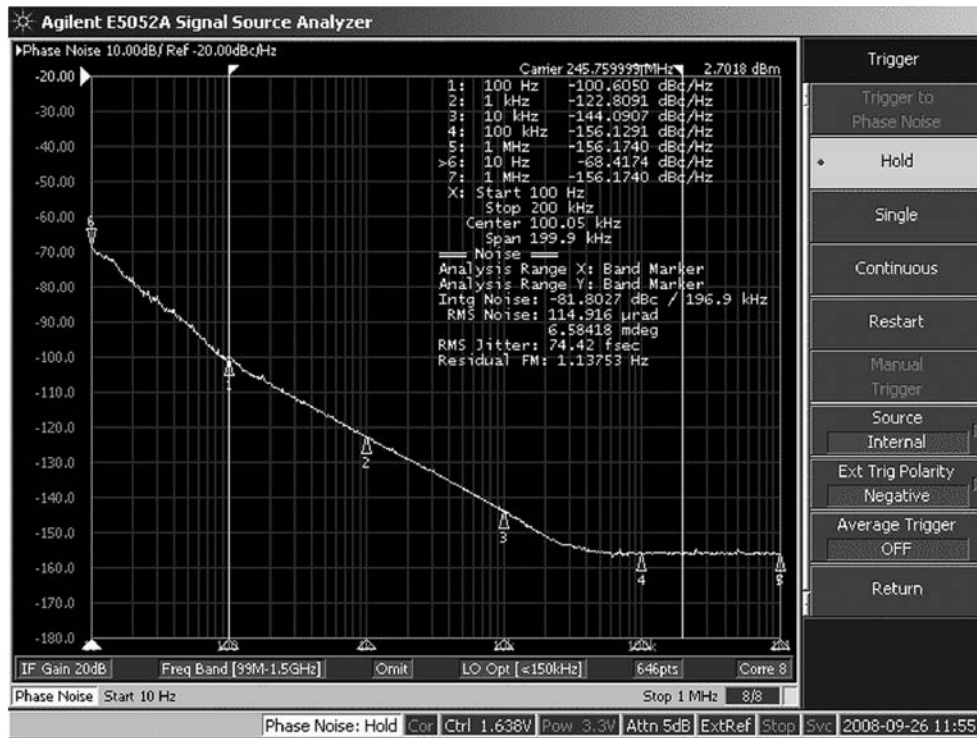 Agilent E5052A Signal Source Analyzer
Phase Noise 10.00dB/ Ref -20.00dBc/Hz
Carrier 245.759999 MHz 2.7018 dBm
-20.00
-30.00
-40.00
-50.00
-60.00
-70.00
-80.00
-90.00
-100.0
-110.0
-120.0
-130.0
-140.0
-150.0
-160.0
-170.0
-180.0
1: 100 Hz -100.6050 dBc/Hz
2: 1 kHz -122.8091 dBc/Hz
3: 10 kHz -144.0907 dBc/Hz
4: 100 kHz -156.1291 dBc/Hz
5: 1 MHz -156.1740 dBc/Hz
>6: 10 Hz -68.4174 dBc/Hz
7: 1 MHz -156.1740 dBc/Hz
X: Start 100 Hz
Stop 200 kHz
Center 100.05 kHz
Span 199.9 kHz
=== Noise ===
Analysis Range X: Band Marker
Analysis Range Y: Band Marker
Intg Noise: -81.8027 dBc / 196.9 kHz
RMS Noise: 114.916 µrad
6.58418 mdeg
RMS Jitter: 74.42 fsec
Residual FM: 1.13753 Hz
6
1
2
3
4
IF Gain 20dB
Freq Band [99M-1.5GHz]
Omit
LO Opt [<150kHz]
646pts
Corre 8
Phase Noise Start 10 Hz
Stop 1 MHz 8/8
Phase Noise: Hold Cor Ctrl 1.638V Pow 3.3V Attn 5dB ExtRef Stop Svc 2008-09-26 11:55
Trigger
Trigger to
Phase Noise
Hold
Single
Continuous
Restart
Manual
Trigger
Source
Internal
Ext Trig Polarity
Negative
Average Trigger
OFF
Return